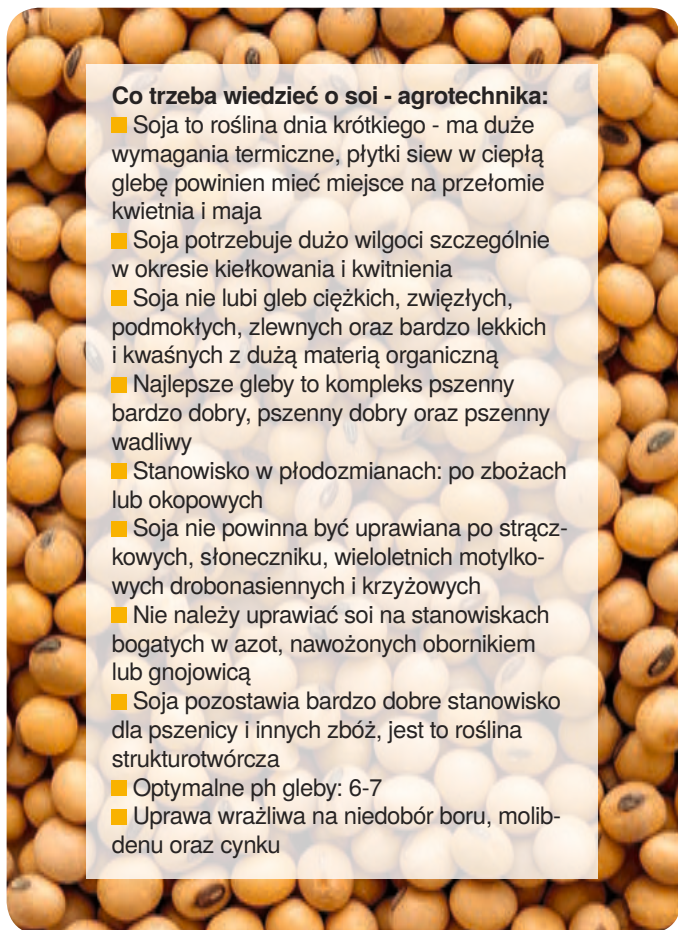 Co trzeba wiedzieć o soi - agrotechnika:
Soja to roślina dnia krótkiego - ma duże
wymagania termiczne, płytki siew w ciepłą
glebę powinien mieć miejsce na przełomie
kwietnia i maja
Soja potrzebuje dużo wilgoci szczególnie
w okresie kiełkowania i kwitnienia
Soja nie lubi gleb ciężkich, zwięzłych,
podmokłych, zlewnych oraz bardzo lekkich
i kwaśnych z dużą materią organiczną
Najlepsze gleby to kompleks pszenny
bardzo dobry, pszenny dobry oraz pszenny
wadliwy
Stanowisko w płodozmianach: po zbożach
lub okopowych
Soja nie powinna być uprawiana po strącz-
kowych, słoneczniku, wieloletnich motylko-
wych drobonasiennych i krzyżowych
Nie należy uprawiać soi na stanowiskach
bogatych w azot, nawożonych obornikiem
lub gnojowicą
Soja pozostawia bardzo dobre stanowisko
dla pszenicy i innych zbóż, jest to roślina
strukturotwórcza
Optymalne ph gleby: 6-7
Uprawa wrażliwa na niedobór boru, molib-
denu oraz cynku